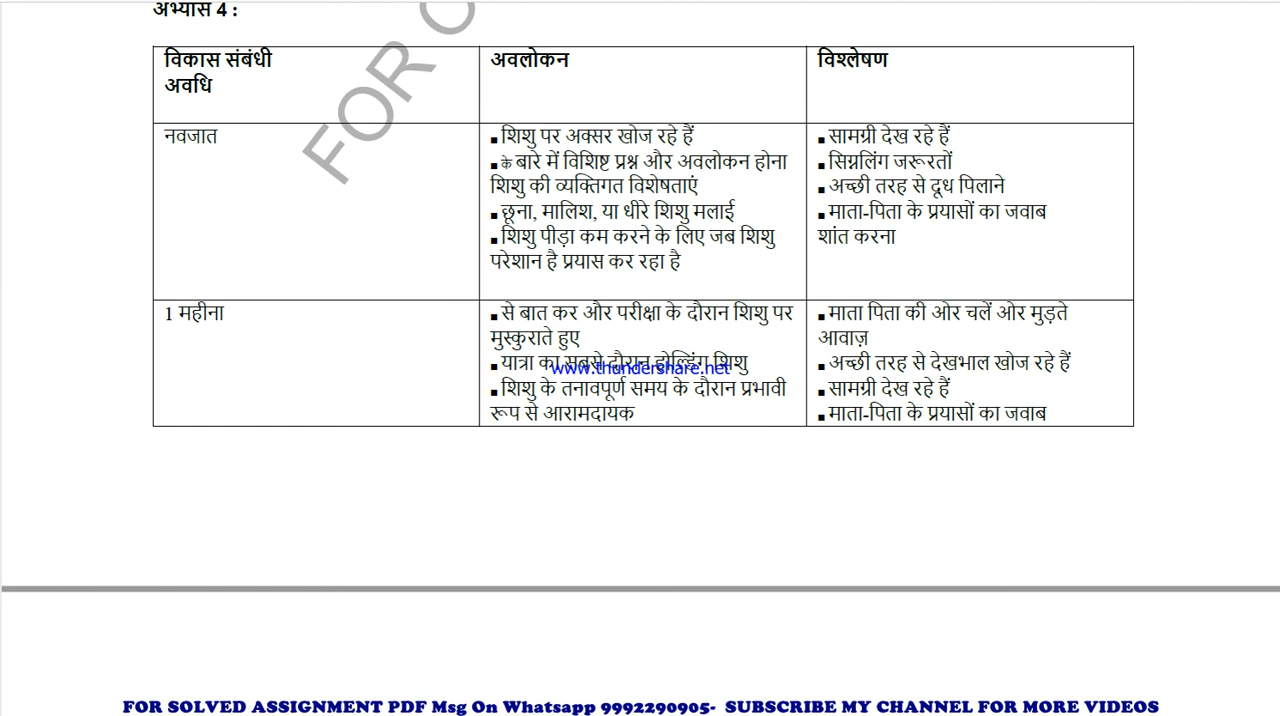 अभ्यास 4 :
विकास संबंधी
अवधि
अवलोकन
विश्लेषण
नवजात
▪ शिशु पर अक्सर खोज रहे हैं
▪ के बारे में विशिष्ट प्रश्न और अवलोकन होना
शिशु की व्यक्तिगत विशेषताएं
▪ छूना, मालिश, या धीरे शिशु मलाई
▪ शिशु पीड़ा कम करने के लिए जब शिशु
परेशान है प्रयास कर रहा है
▪ सामग्री देख रहे हैं
▪ सिग्नलिंग जरूरतों
▪ अच्छी तरह से दूध पिलाने
▪ माता-पिता के प्रयासों का जवाब
शांत करना
1 महीना
▪ से बात कर और परीक्षा के दौरान शिशु पर
मुस्कुराते हुए
▪ यात्रा का सबसे दौरान होल्डिंग शिशु
▪ शिशु के तनावपूर्ण समय के दौरान प्रभावी
रूप से आरामदायक
▪ माता पिता की ओर चलें ओर मुड़ते
आवाज़
▪ अच्छी तरह से देखभाल खोज रहे हैं
▪ सामग्री देख रहे हैं
▪ माता-पिता के प्रयासों का जवाब
www.thundershare.net
FOR
FOR SOLVED ASSIGNMENT PDF Msg On Whatsapp 9992290905- SUBSCRIBE MY CHANNEL FOR MORE VIDEOS